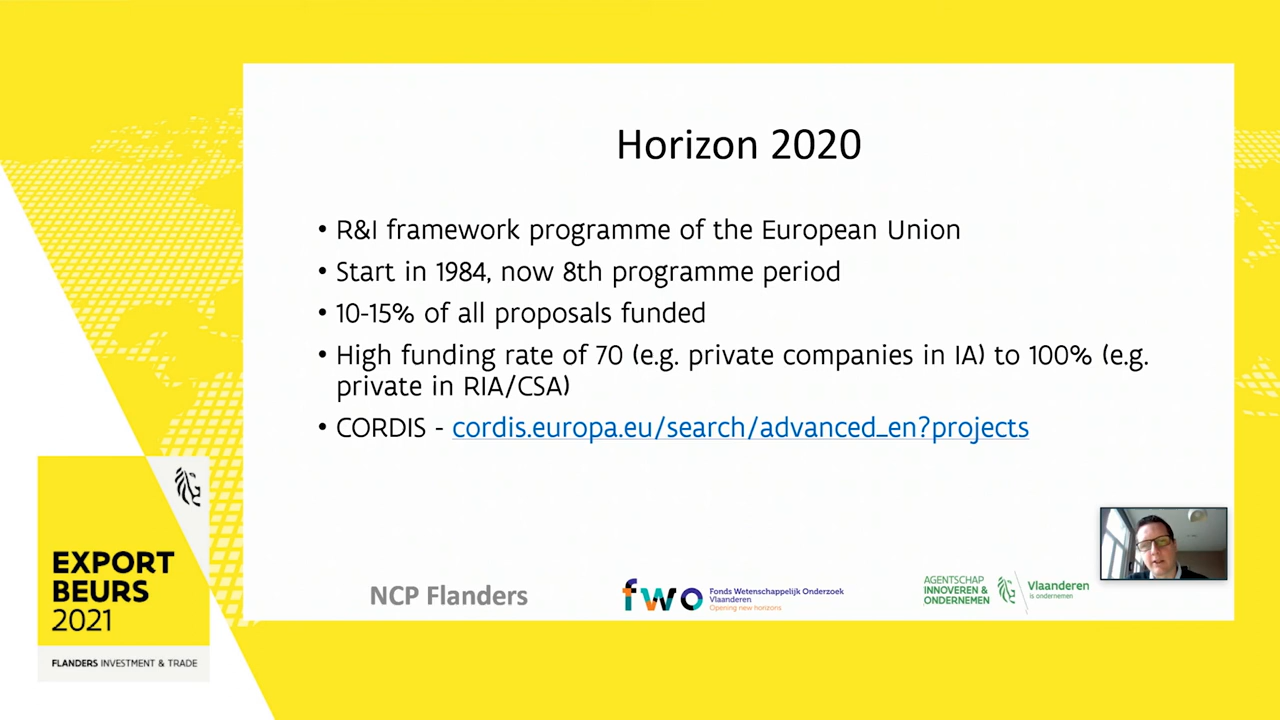 Horizon 2020
• R&I framework programme of the European Union
• Start in 1984, now 8th programme period
• 10-15% of all proposals funded
• High funding rate of 70 (e.g. private companies in IA) to 100% (e.g.
private in RIA/CSA)
• CORDIS - cordis.europa.eu/search/advanced_en?projects
EXPORT
BEURS
2021
FLANDERS INVESTMENT & TRADE
NCP Flanders
fwo
Fonds Wetenschappelijk Onderzoek
Vlaanderen
Opening new horizons
AGENTSCHAP
INNOVEREN &
ONDERNEMEN
Vlaanderen
is ondernemen